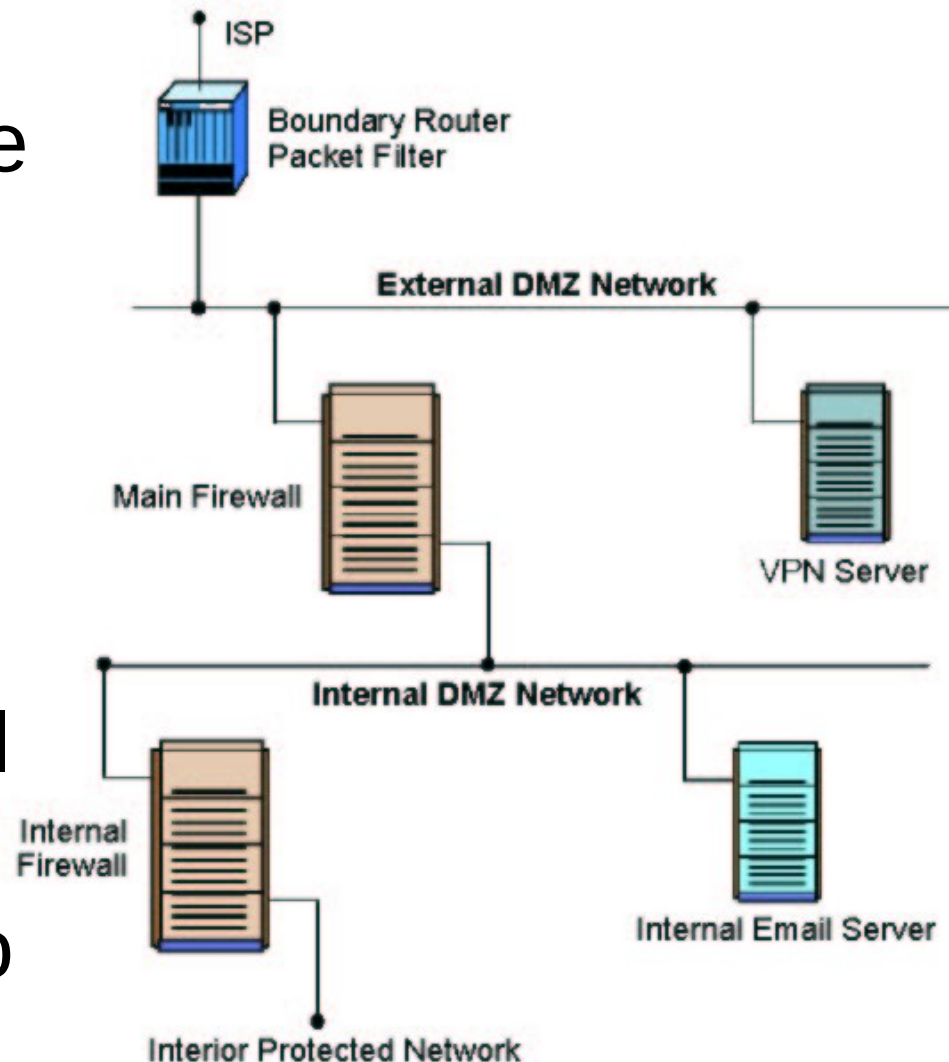 ISP
e
Boundary Router
Packet Filter
External DMZ Network
Main Firewall
VPN Server
Internal DMZ Network
Internal
Firewall
Internal Email Server
Interior Protected Network